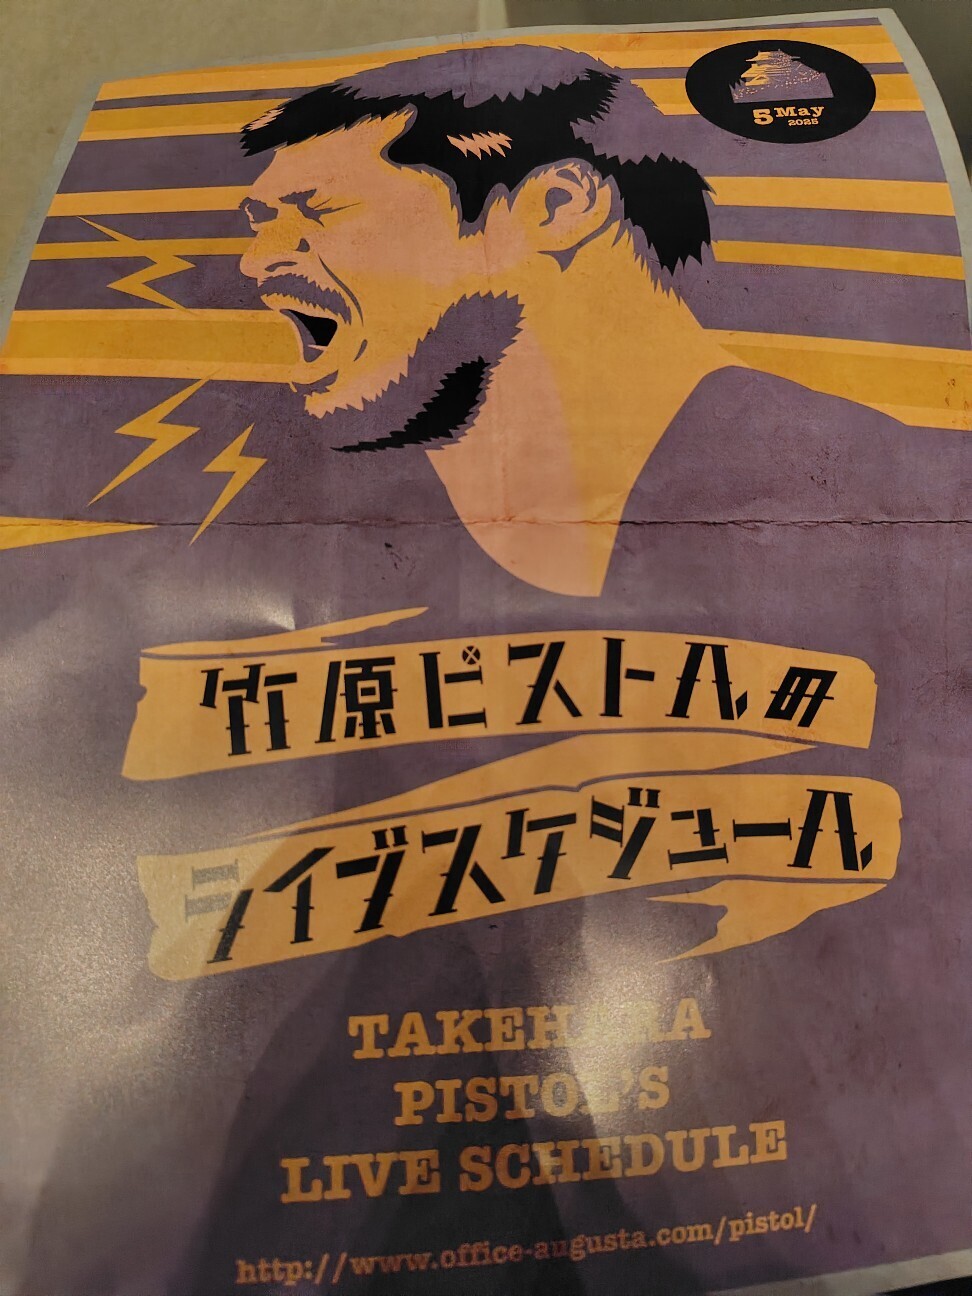 5 May
2025
竹原ピストルの
ライブスケジュール
TAKEHARA
PISTOL'S
LIVE SCHEDULE
http://www.office-augusta.com/pistol/